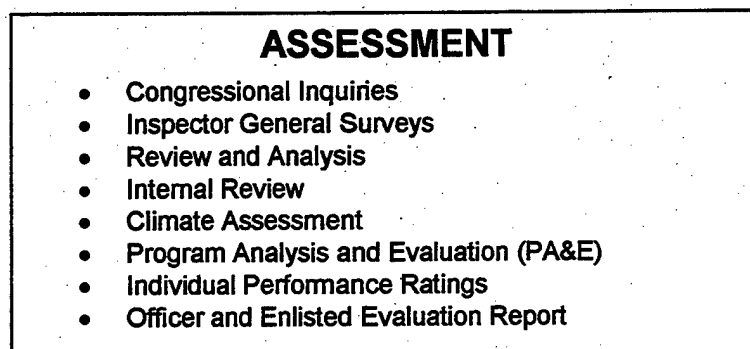 ASSESSMENT
• Congressional Inquiries
• Inspector General Surveys
• Review and Analysis
• Internal Review
• Climate Assessment
• Program Analysis and Evaluation (PA&E)
• Individual Performance Ratings
• Officer and Enlisted Evaluation Report